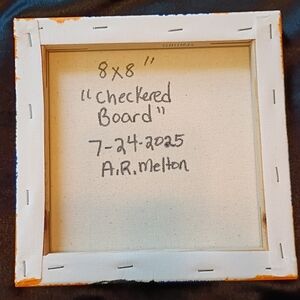 8x8"
"Checkered
Board"
7-24-2025
A.R. Melton